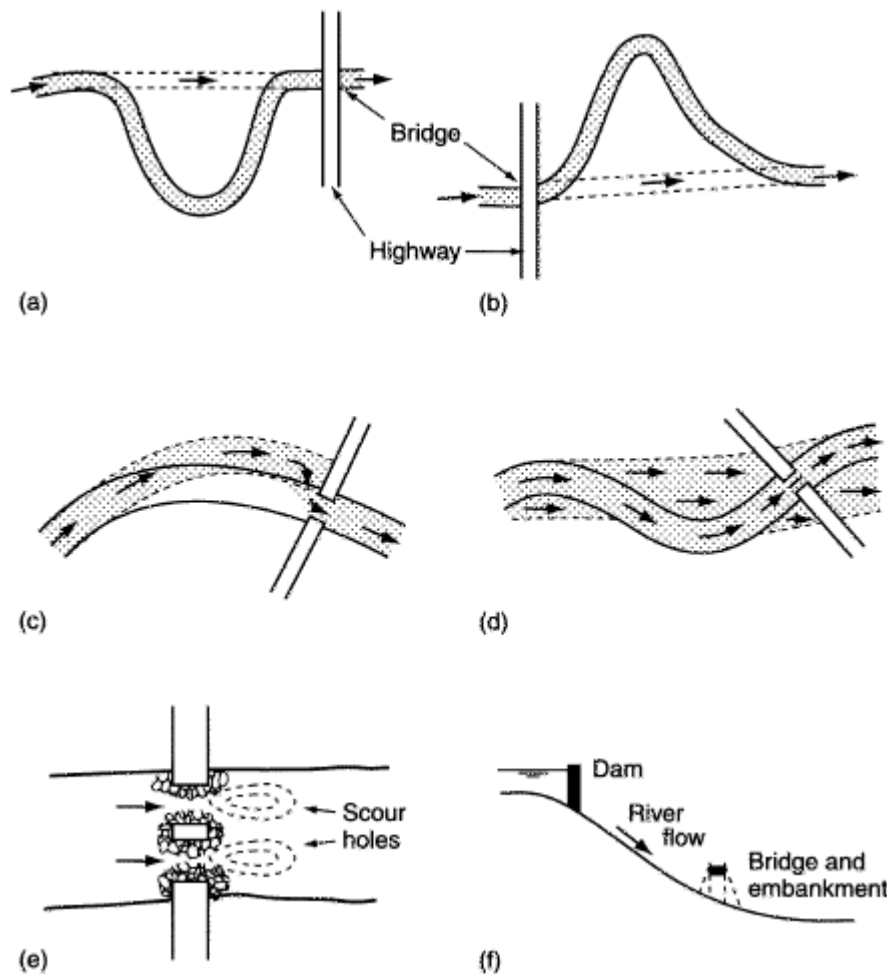 Bridge
Highway
(a)
(b)
(c)
(d)
Scour
holes
Dam
River
flow
Bridge and
embankment
(e)
(f)